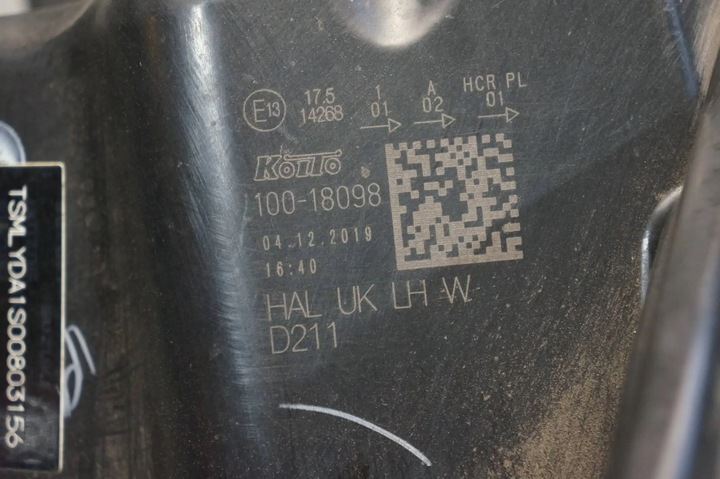 E13
17.5
14268
1
01
A
02
HCR PL
01
KOITO
100-18098
04.12.2019
16:40
HAL UK LH W
D211
TSMLYDA1S00803156